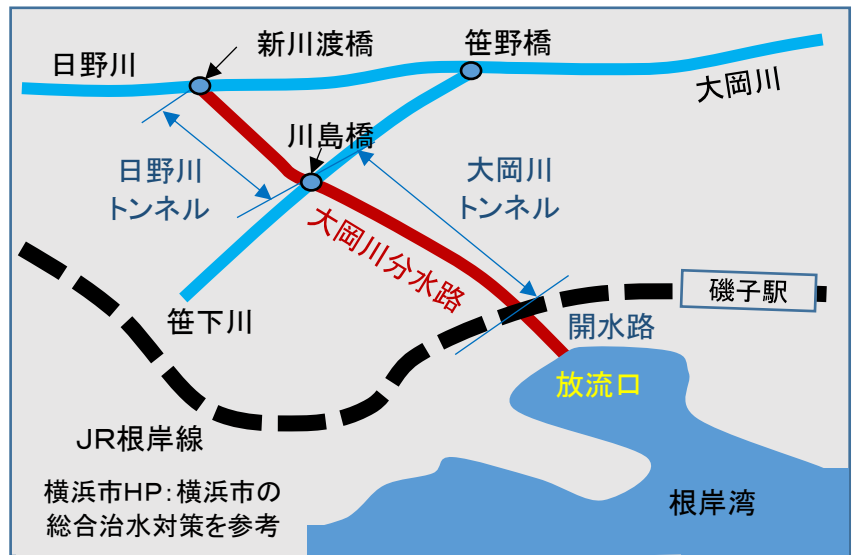 新川渡橋
笹野橋
日野川
大岡川
川島橋
日野川
トンネル
大岡川
トンネル
大岡川分水路
磯子駅
笹下川
開水路
放流口
JR根岸線
横浜市HP:横浜市の
総合治水対策を参考
根岸湾